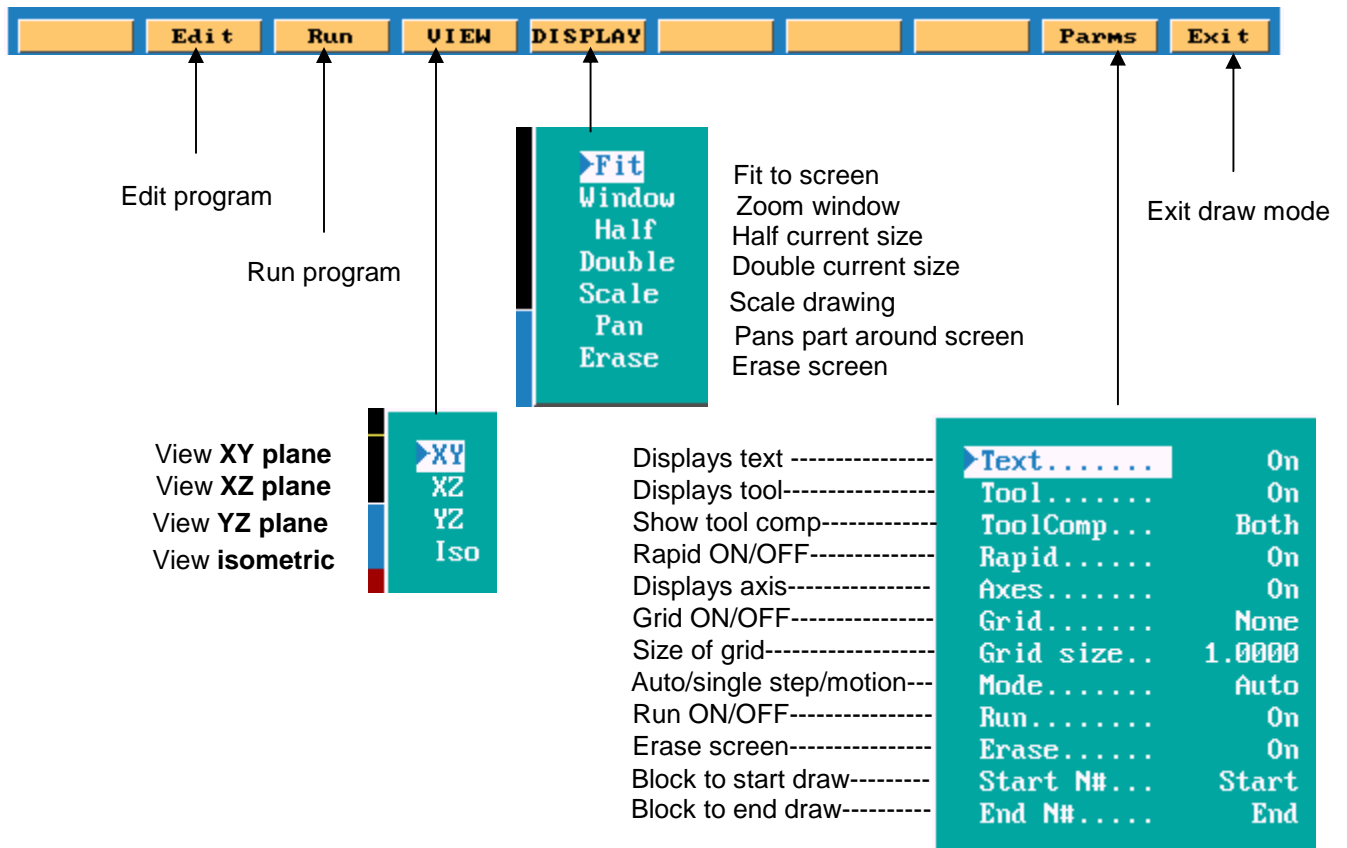 Edit Run VIEW DISPLAY Parms Exit
Edit program
Run program
Exit draw mode
Fit Fit to screen
Window Zoom window
Half Half current size
Double Double current size
Scale Scale drawing
Pan Pans part around screen
Erase Erase screen
View XY plane XY
View XZ plane XZ
View YZ plane YZ
View isometric Iso
Displays text ---------------- Text....... On
Displays tool----------------- Tool....... On
Show tool comp------------- ToolComp... Both
Rapid ON/OFF-------------- Rapid...... On
Displays axis----------------- Axes....... On
Grid ON/OFF---------------- Grid....... None
Size of grid------------------- Grid size.. 1.0000
Auto/single step/motion--- Mode....... Auto
Run ON/OFF---------------- Run........ On
Erase screen---------------- Erase...... On
Block to start draw--------- Start N#... Start
Block to end draw---------- End N#..... End